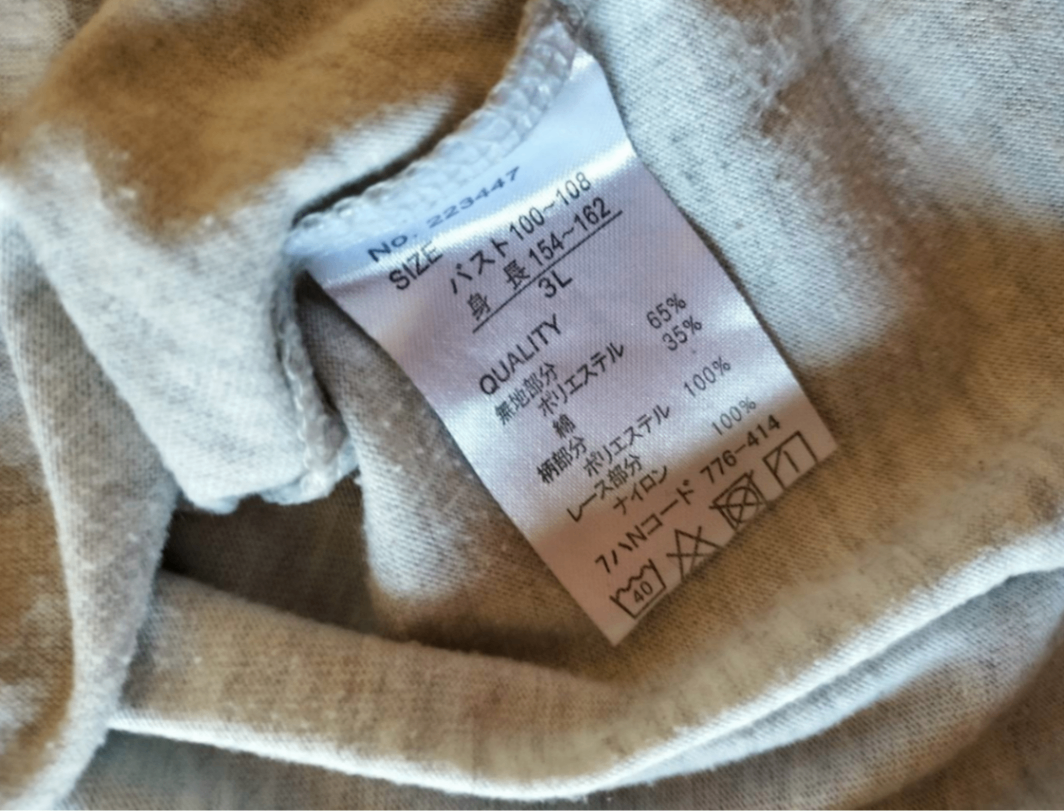 No. 223447
SIZE
バスト100~108
身 長154~162
3L
QUALITY
無地部分
ポリエステル 65%
綿 35%
柄部分
ポリエステル 100%
レース部分
ナイロン 100%
7ハNコード 776-414
40